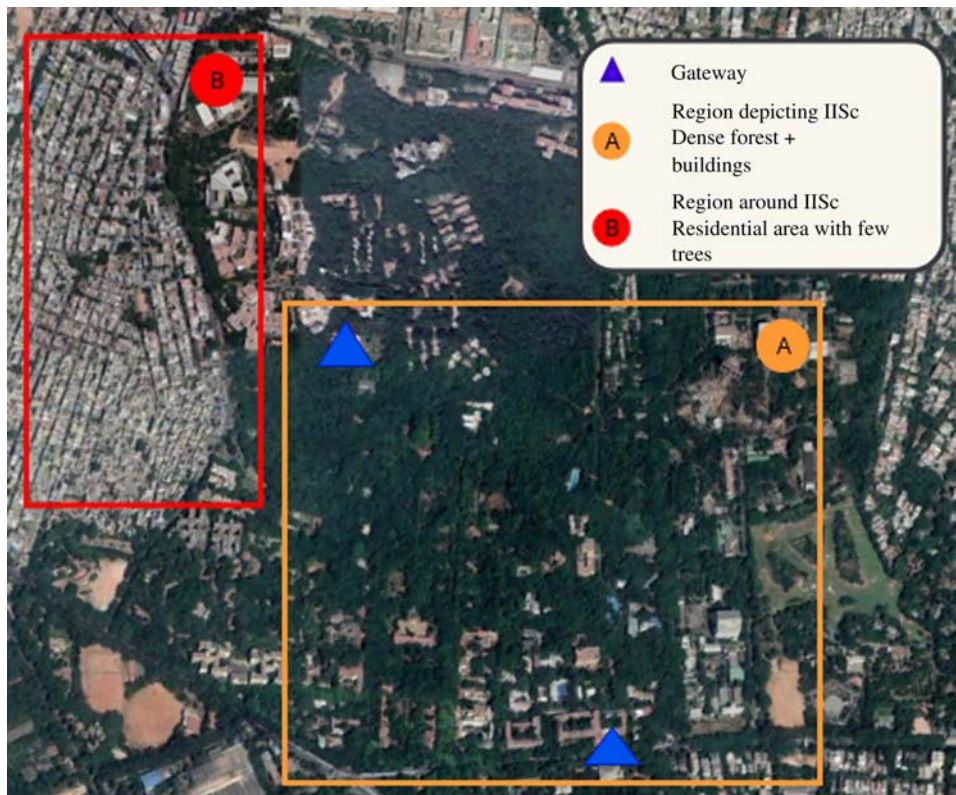 B
Gateway
A
Region depicting IISc
Dense forest +
buildings
B
Region around IISc
Residential area with few
trees
A